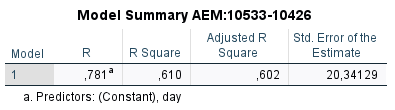 Model Summary AEM:10533-10426
Model R R Square Adjusted R Square Std. Error of the Estimate
1 ,781a ,610 ,602 20,34129
a. Predictors: (Constant), day